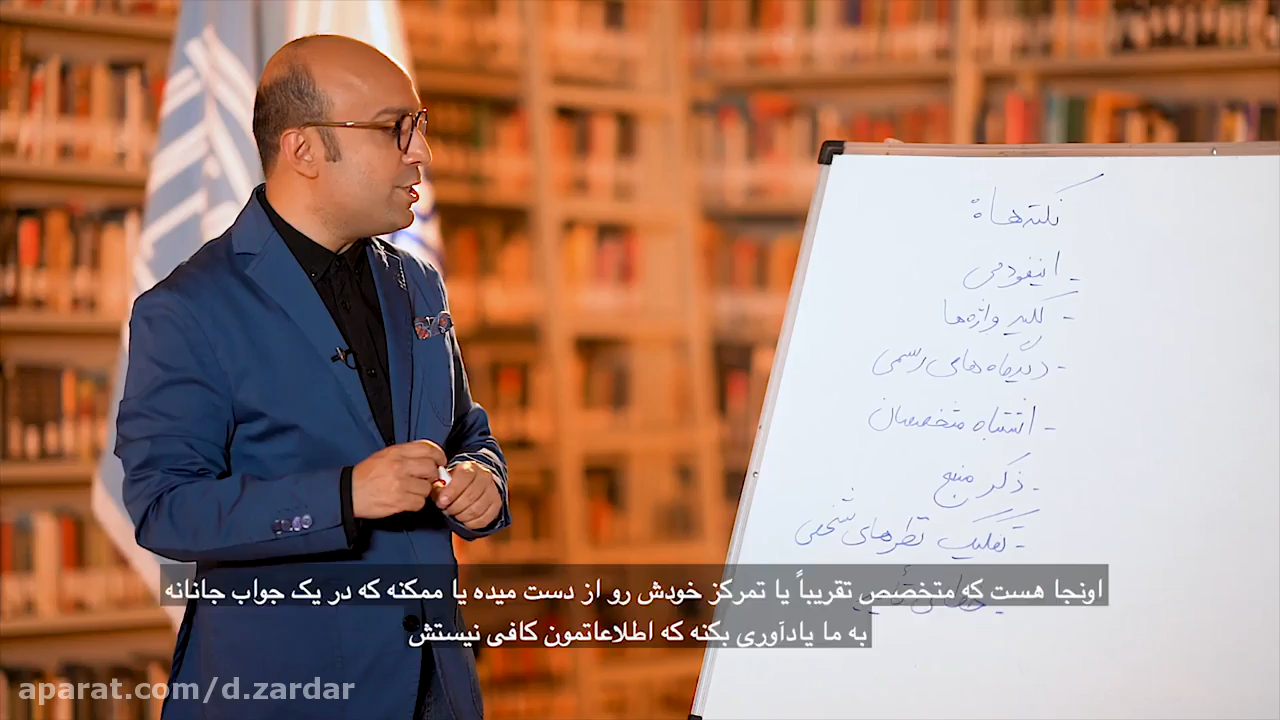 نکته‌ها:
- اینفودمی
- کلید واژه‌ها
- دیدگاه‌های رسمی
- اشتباه متخصصان
- ذکر منبع
- تفکیک نظرهای شخصی
اونجا هست که متخصص تقریباً یا تمرکز خودش رو از دست میده یا ممکنه که در یک جواب جانانه
به ما یادآوری بکنه که اطلاعاتمون کافی نیستش
aparat.com/d.zardar